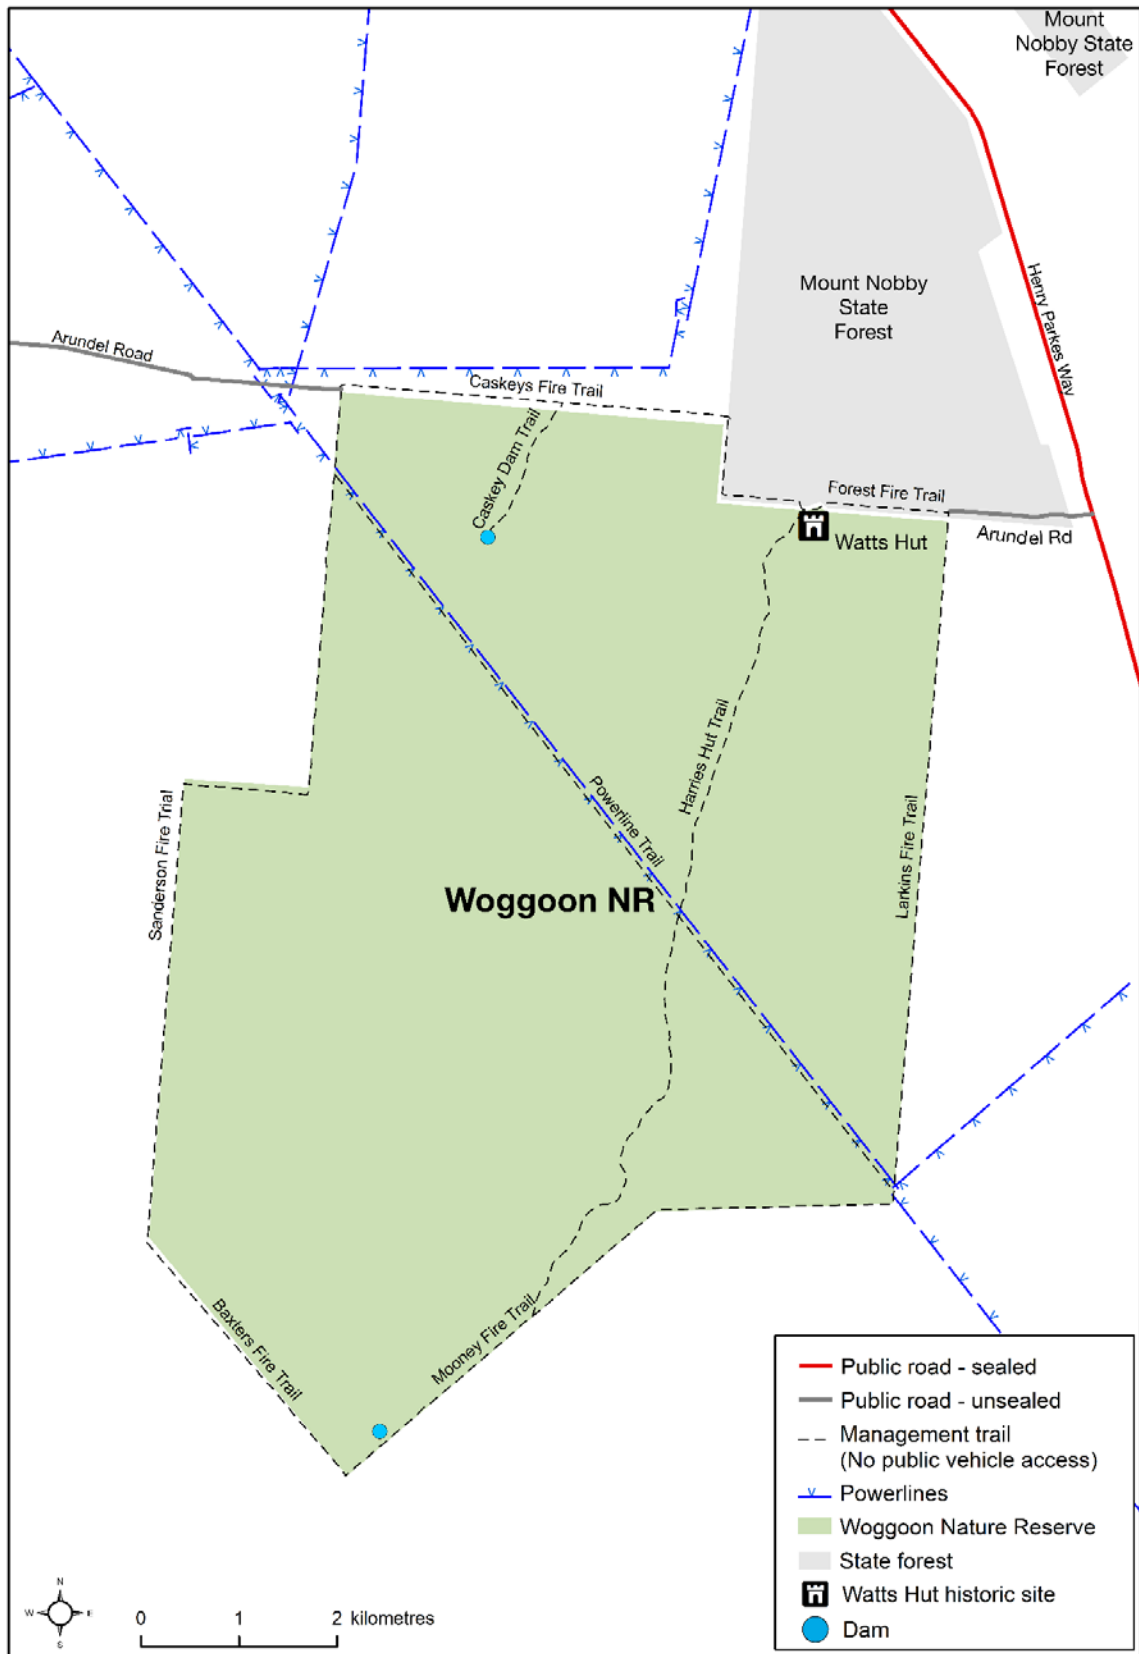 Mount
Nobby State
Forest
Mount Nobby
State
Forest
Henry Parkes Way
Arundel Road
Caskeys Fire Trail
Caskey Dam Trail
Forest Fire Trail
Watts Hut
Arundel Rd
Harries Hut Trail
Powerline Trail
Sanderson Fire Trial
Larkins Fire Trail
Woggoon NR
Baxters Fire Trail
Mooney Fire Trail
Public road - sealed
Public road - unsealed
Management trail
(No public vehicle access)
Powerlines
Woggoon Nature Reserve
State forest
Watts Hut historic site
Dam
N
W E
S
0 1 2 kilometres